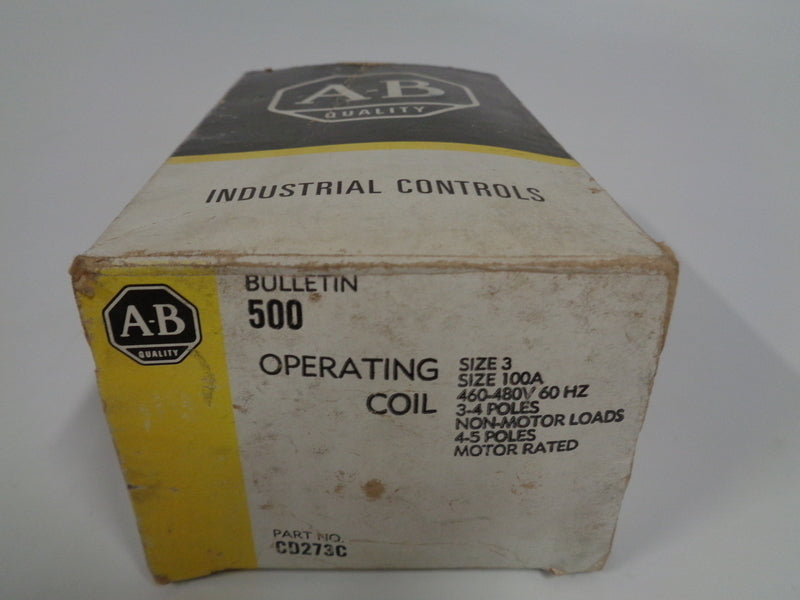 A-B
QUALITY
INDUSTRIAL CONTROLS
A-B
QUALITY
BULLETIN
500
OPERATING
COIL
SIZE 3
SIZE 100A
460-480V 60 HZ
3-4 POLES
NON-MOTOR LOADS
4-5 POLES
MOTOR RATED
PART NO.
CD273C